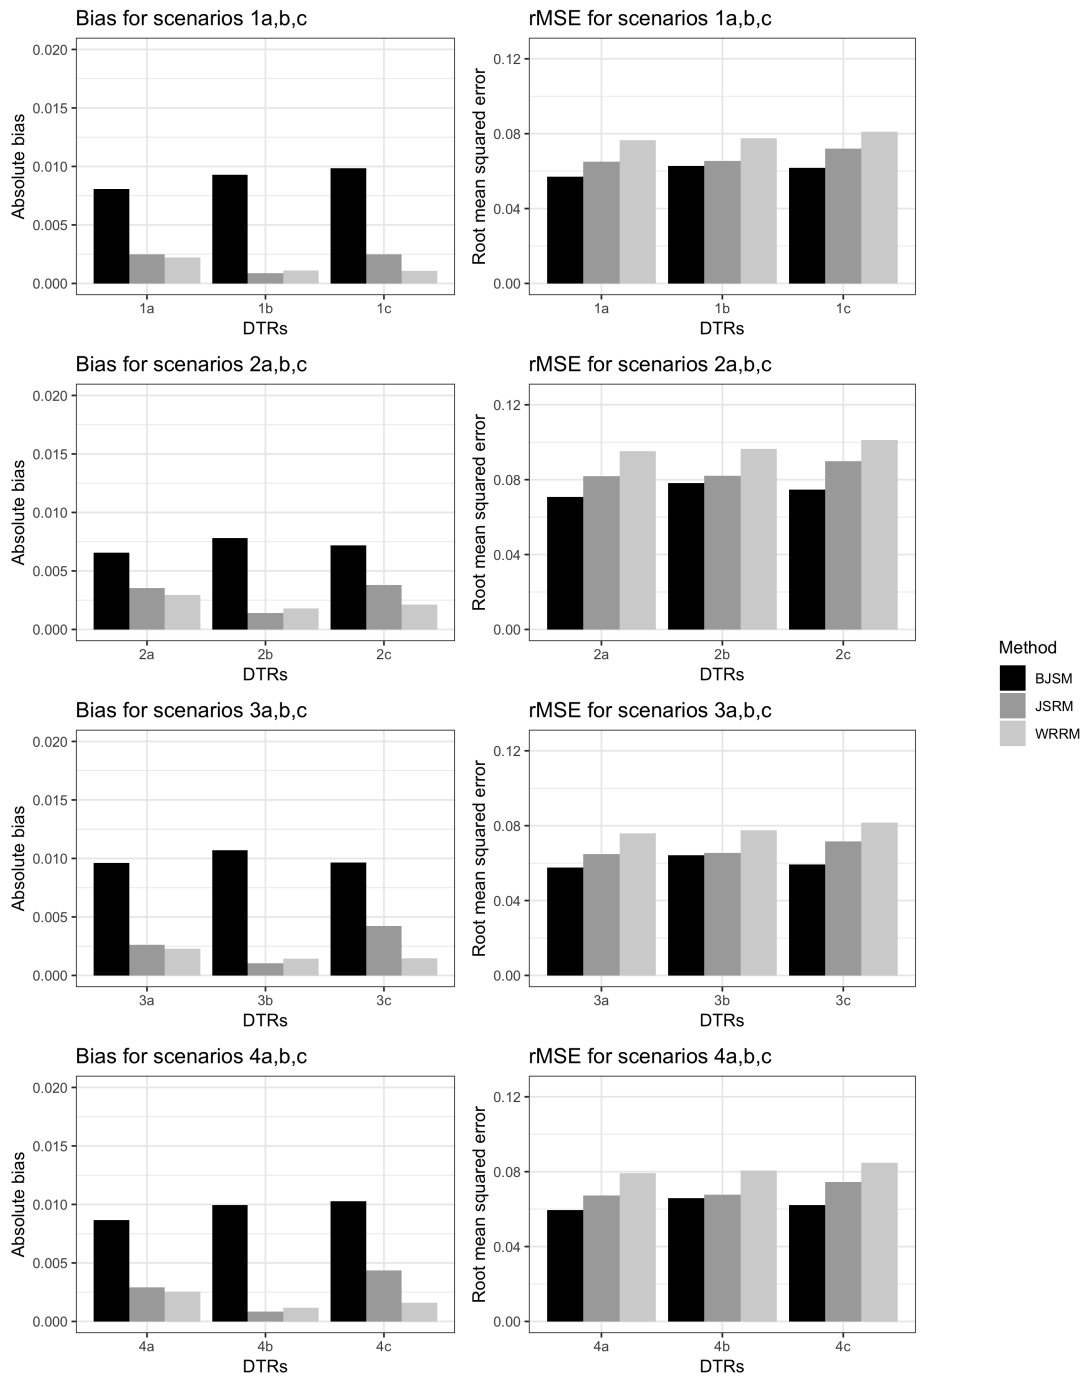 Bias for scenarios 1a,b,c
Absolute bias
0.020
0.015
0.010
0.005
0.000
1a 1b 1c
DTRs
rMSE for scenarios 1a,b,c
Root mean squared error
0.12
0.08
0.04
0.00
1a 1b 1c
DTRs
Bias for scenarios 2a,b,c
Absolute bias
0.020
0.015
0.010
0.005
0.000
2a 2b 2c
DTRs
rMSE for scenarios 2a,b,c
Root mean squared error
0.12
0.08
0.04
0.00
2a 2b 2c
DTRs
Bias for scenarios 3a,b,c
Absolute bias
0.020
0.015
0.010
0.005
0.000
3a 3b 3c
DTRs
rMSE for scenarios 3a,b,c
Root mean squared error
0.12
0.08
0.04
0.00
3a 3b 3c
DTRs
Bias for scenarios 4a,b,c
Absolute bias
0.020
0.015
0.010
0.005
0.000
4a 4b 4c
DTRs
rMSE for scenarios 4a,b,c
Root mean squared error
0.12
0.08
0.04
0.00
4a 4b 4c
DTRs
Method
BJSM
JSRM
WRRM